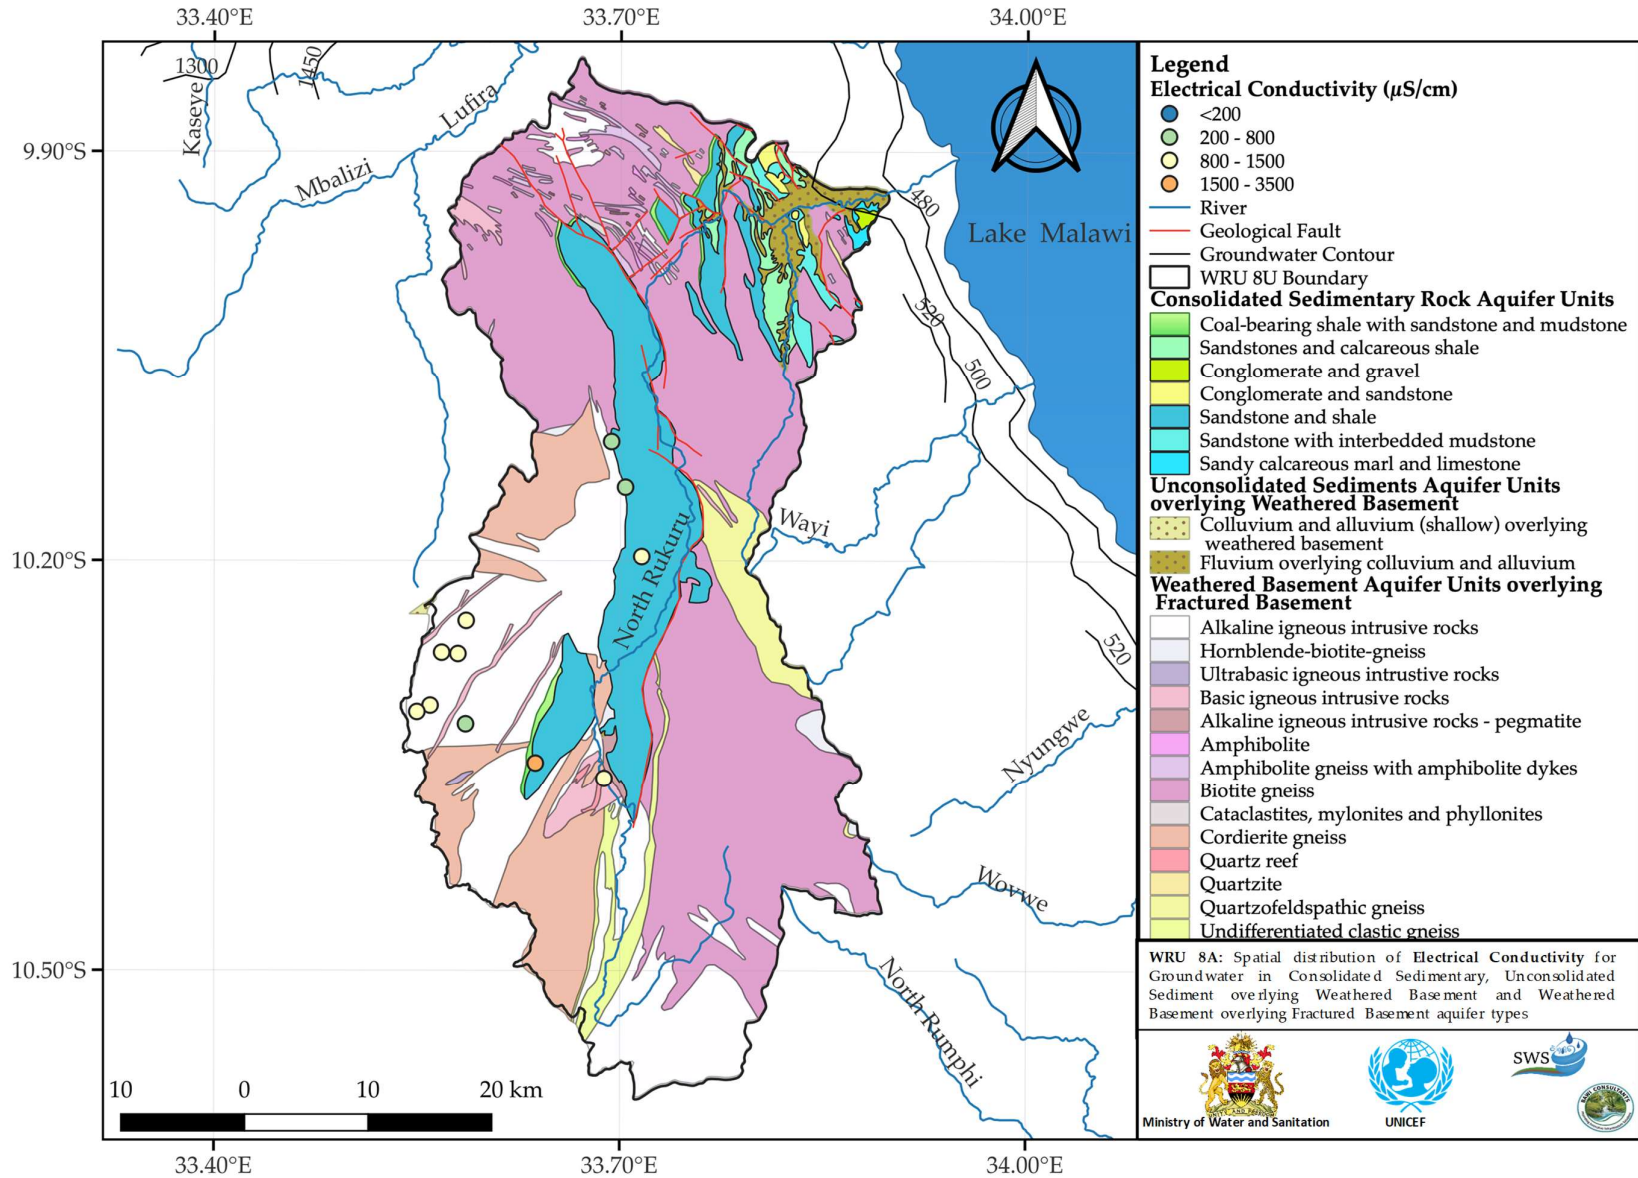 33.40°E
33.70°E
34.00°E
1300
1450
Kaseye
Lufira
Mbalizi
9.90°S
480
Lake Malawi
520
500
Wayi
10.20°S
North Rukuru
520
Nyungwe
Wovwe
10.50°S
North Rumphi
10 0 10 20 km
33.40°E
33.70°E
34.00°E
Legend
Electrical Conductivity (µS/cm)
<200
200 - 800
800 - 1500
1500 - 3500
River
Geological Fault
Groundwater Contour
WRU 8U Boundary
Consolidated Sedimentary Rock Aquifer Units
Coal-bearing shale with sandstone and mudstone
Sandstones and calcareous shale
Conglomerate and gravel
Conglomerate and sandstone
Sandstone and shale
Sandstone with interbedded mudstone
Sandy calcareous marl and limestone
Unconsolidated Sediments Aquifer Units
overlying Weathered Basement
Colluvium and alluvium (shallow) overlying
weathered basement
Fluvium overlying colluvium and alluvium
Weathered Basement Aquifer Units overlying
Fractured Basement
Alkaline igneous intrusive rocks
Hornblende-biotite-gneiss
Ultrabasic igneous intrustive rocks
Basic igneous intrusive rocks
Alkaline igneous intrusive rocks - pegmatite
Amphibolite
Amphibolite gneiss with amphibolite dykes
Biotite gneiss
Cataclastites, mylonites and phyllonites
Cordierite gneiss
Quartz reef
Quartzite
Quartzofeldspathic gneiss
Undifferentiated clastic gneiss
WRU 8A: Spatial distribution of Electrical Conductivity for
Groundwater in Consolidated Sedimentary, Unconsolidated
Sediment overlying Weathered Basement and Weathered
Basement overlying Fractured Basement aquifer types
Ministry of Water and Sanitation
UNICEF
SWS